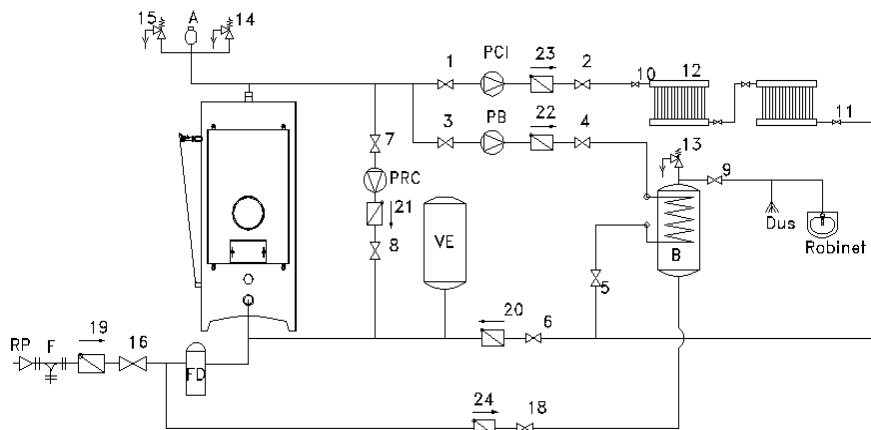 15 A 14
1 PCI 23 2 10 12
3 PB 22 4 11
7 13
PRC 9
21
8 VE Dus
B Robinet
5
20 6
RP F 19 16
FD
24 18